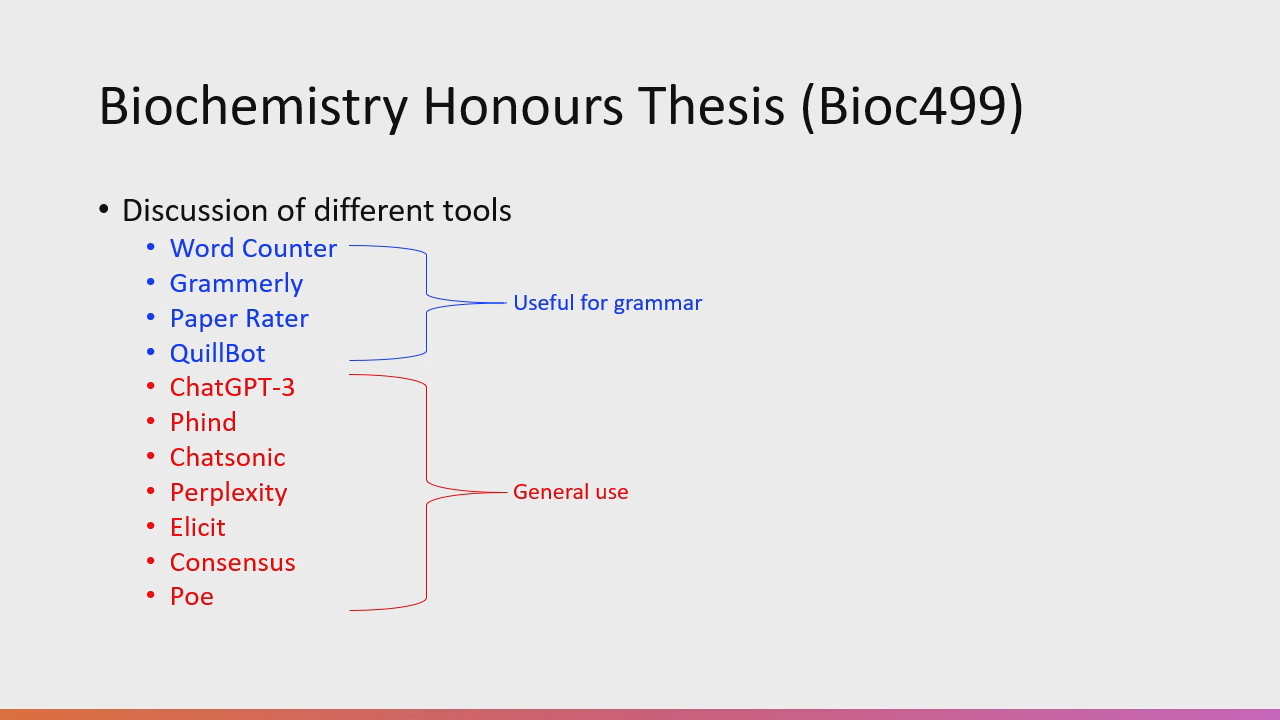 Biochemistry Honours Thesis (Bioc499)
• Discussion of different tools
• Word Counter
• Grammerly
• Paper Rater
• QuillBot
Useful for grammar
• ChatGPT-3
• Phind
• Chatsonic
• Perplexity
• Elicit
• Consensus
• Poe
General use